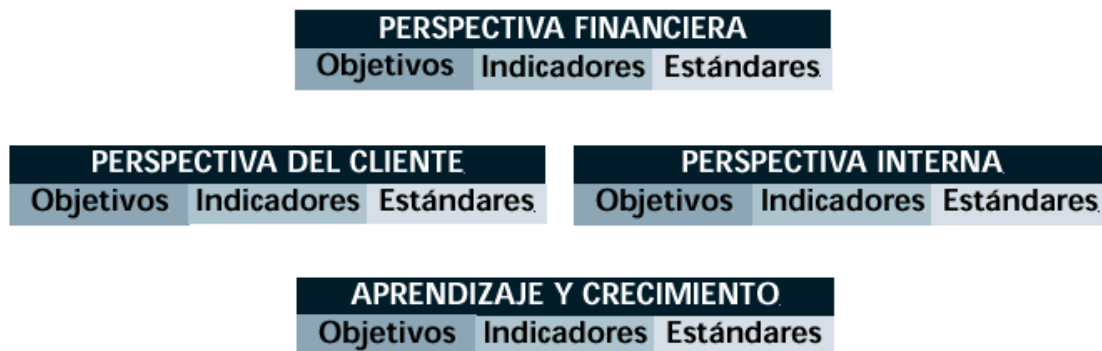 PERSPECTIVA FINANCIERA
Objetivos Indicadores Estándares
PERSPECTIVA DEL CLIENTE
Objetivos Indicadores Estándares
PERSPECTIVA INTERNA
Objetivos Indicadores Estándares
APRENDIZAJE Y CRECIMIENTO
Objetivos Indicadores Estándares